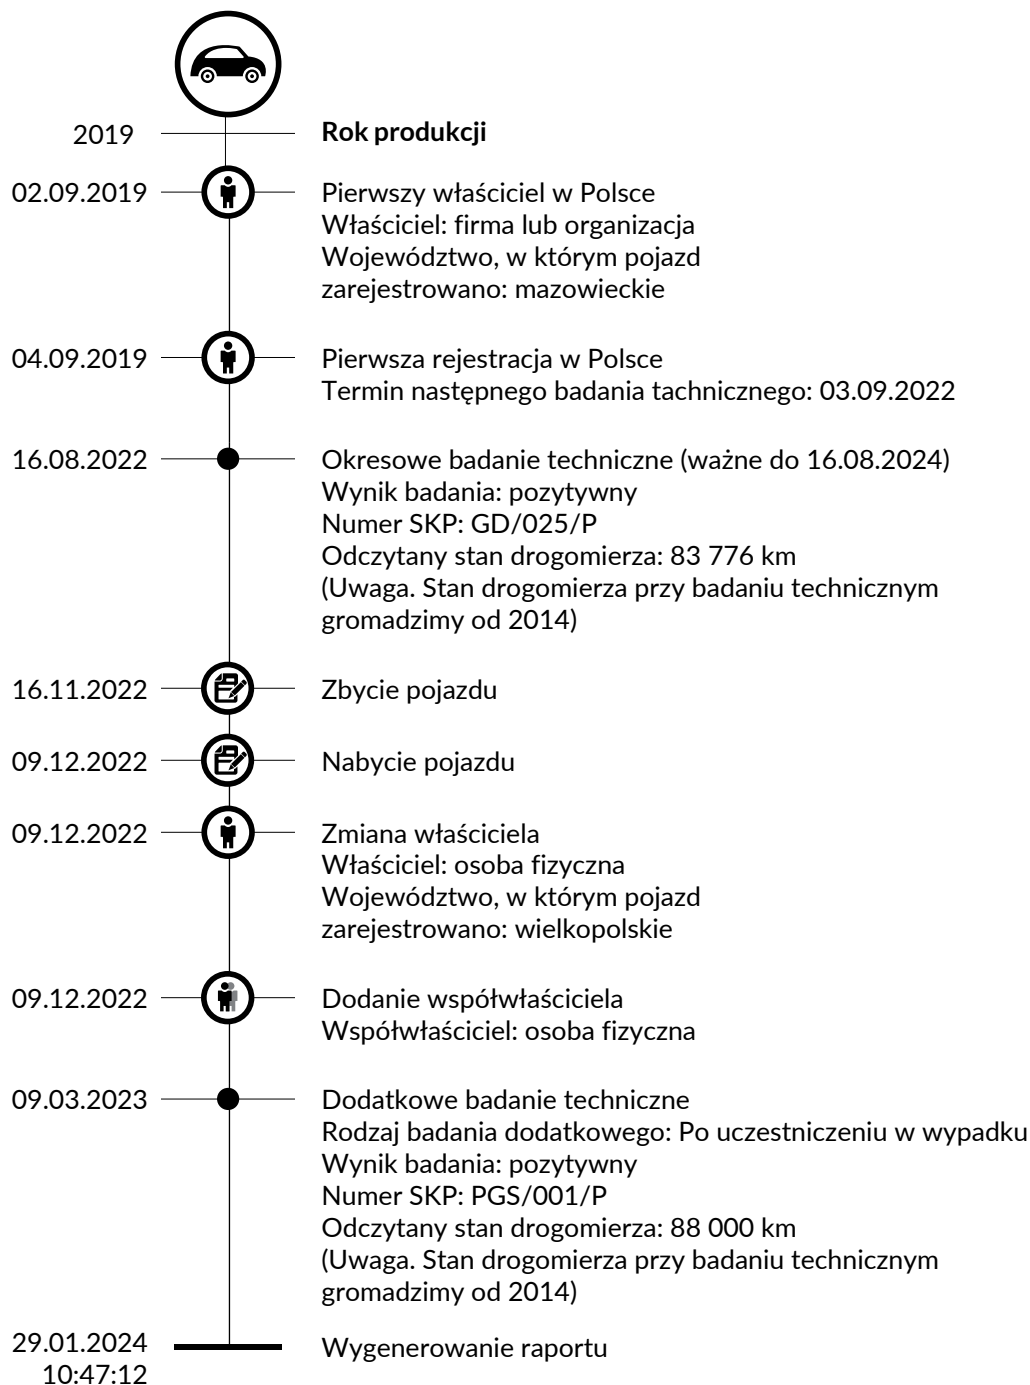 2019
Rok produkcji
02.09.2019
Pierwszy właściciel w Polsce
Właściciel: firma lub organizacja
Województwo, w którym pojazd
zarejestrowano: mazowieckie
04.09.2019
Pierwsza rejestracja w Polsce
Termin następnego badania tachnicznego: 03.09.2022
16.08.2022
Okresowe badanie techniczne (ważne do 16.08.2024)
Wynik badania: pozytywny
Numer SKP: GD/025/P
Odczytany stan drogomierza: 83 776 km
(Uwaga. Stan drogomierza przy badaniu technicznym
gromadzimy od 2014)
16.11.2022
Zbycie pojazdu
09.12.2022
Nabycie pojazdu
09.12.2022
Zmiana właściciela
Właściciel: osoba fizyczna
Województwo, w którym pojazd
zarejestrowano: wielkopolskie
09.12.2022
Dodanie współwłaściciela
Współwłaściciel: osoba fizyczna
09.03.2023
Dodatkowe badanie techniczne
Rodzaj badania dodatkowego: Po uczestniczeniu w wypadku
Wynik badania: pozytywny
Numer SKP: PGS/001/P
Odczytany stan drogomierza: 88 000 km
(Uwaga. Stan drogomierza przy badaniu technicznym
gromadzimy od 2014)
29.01.2024
10:47:12
Wygenerowanie raportu